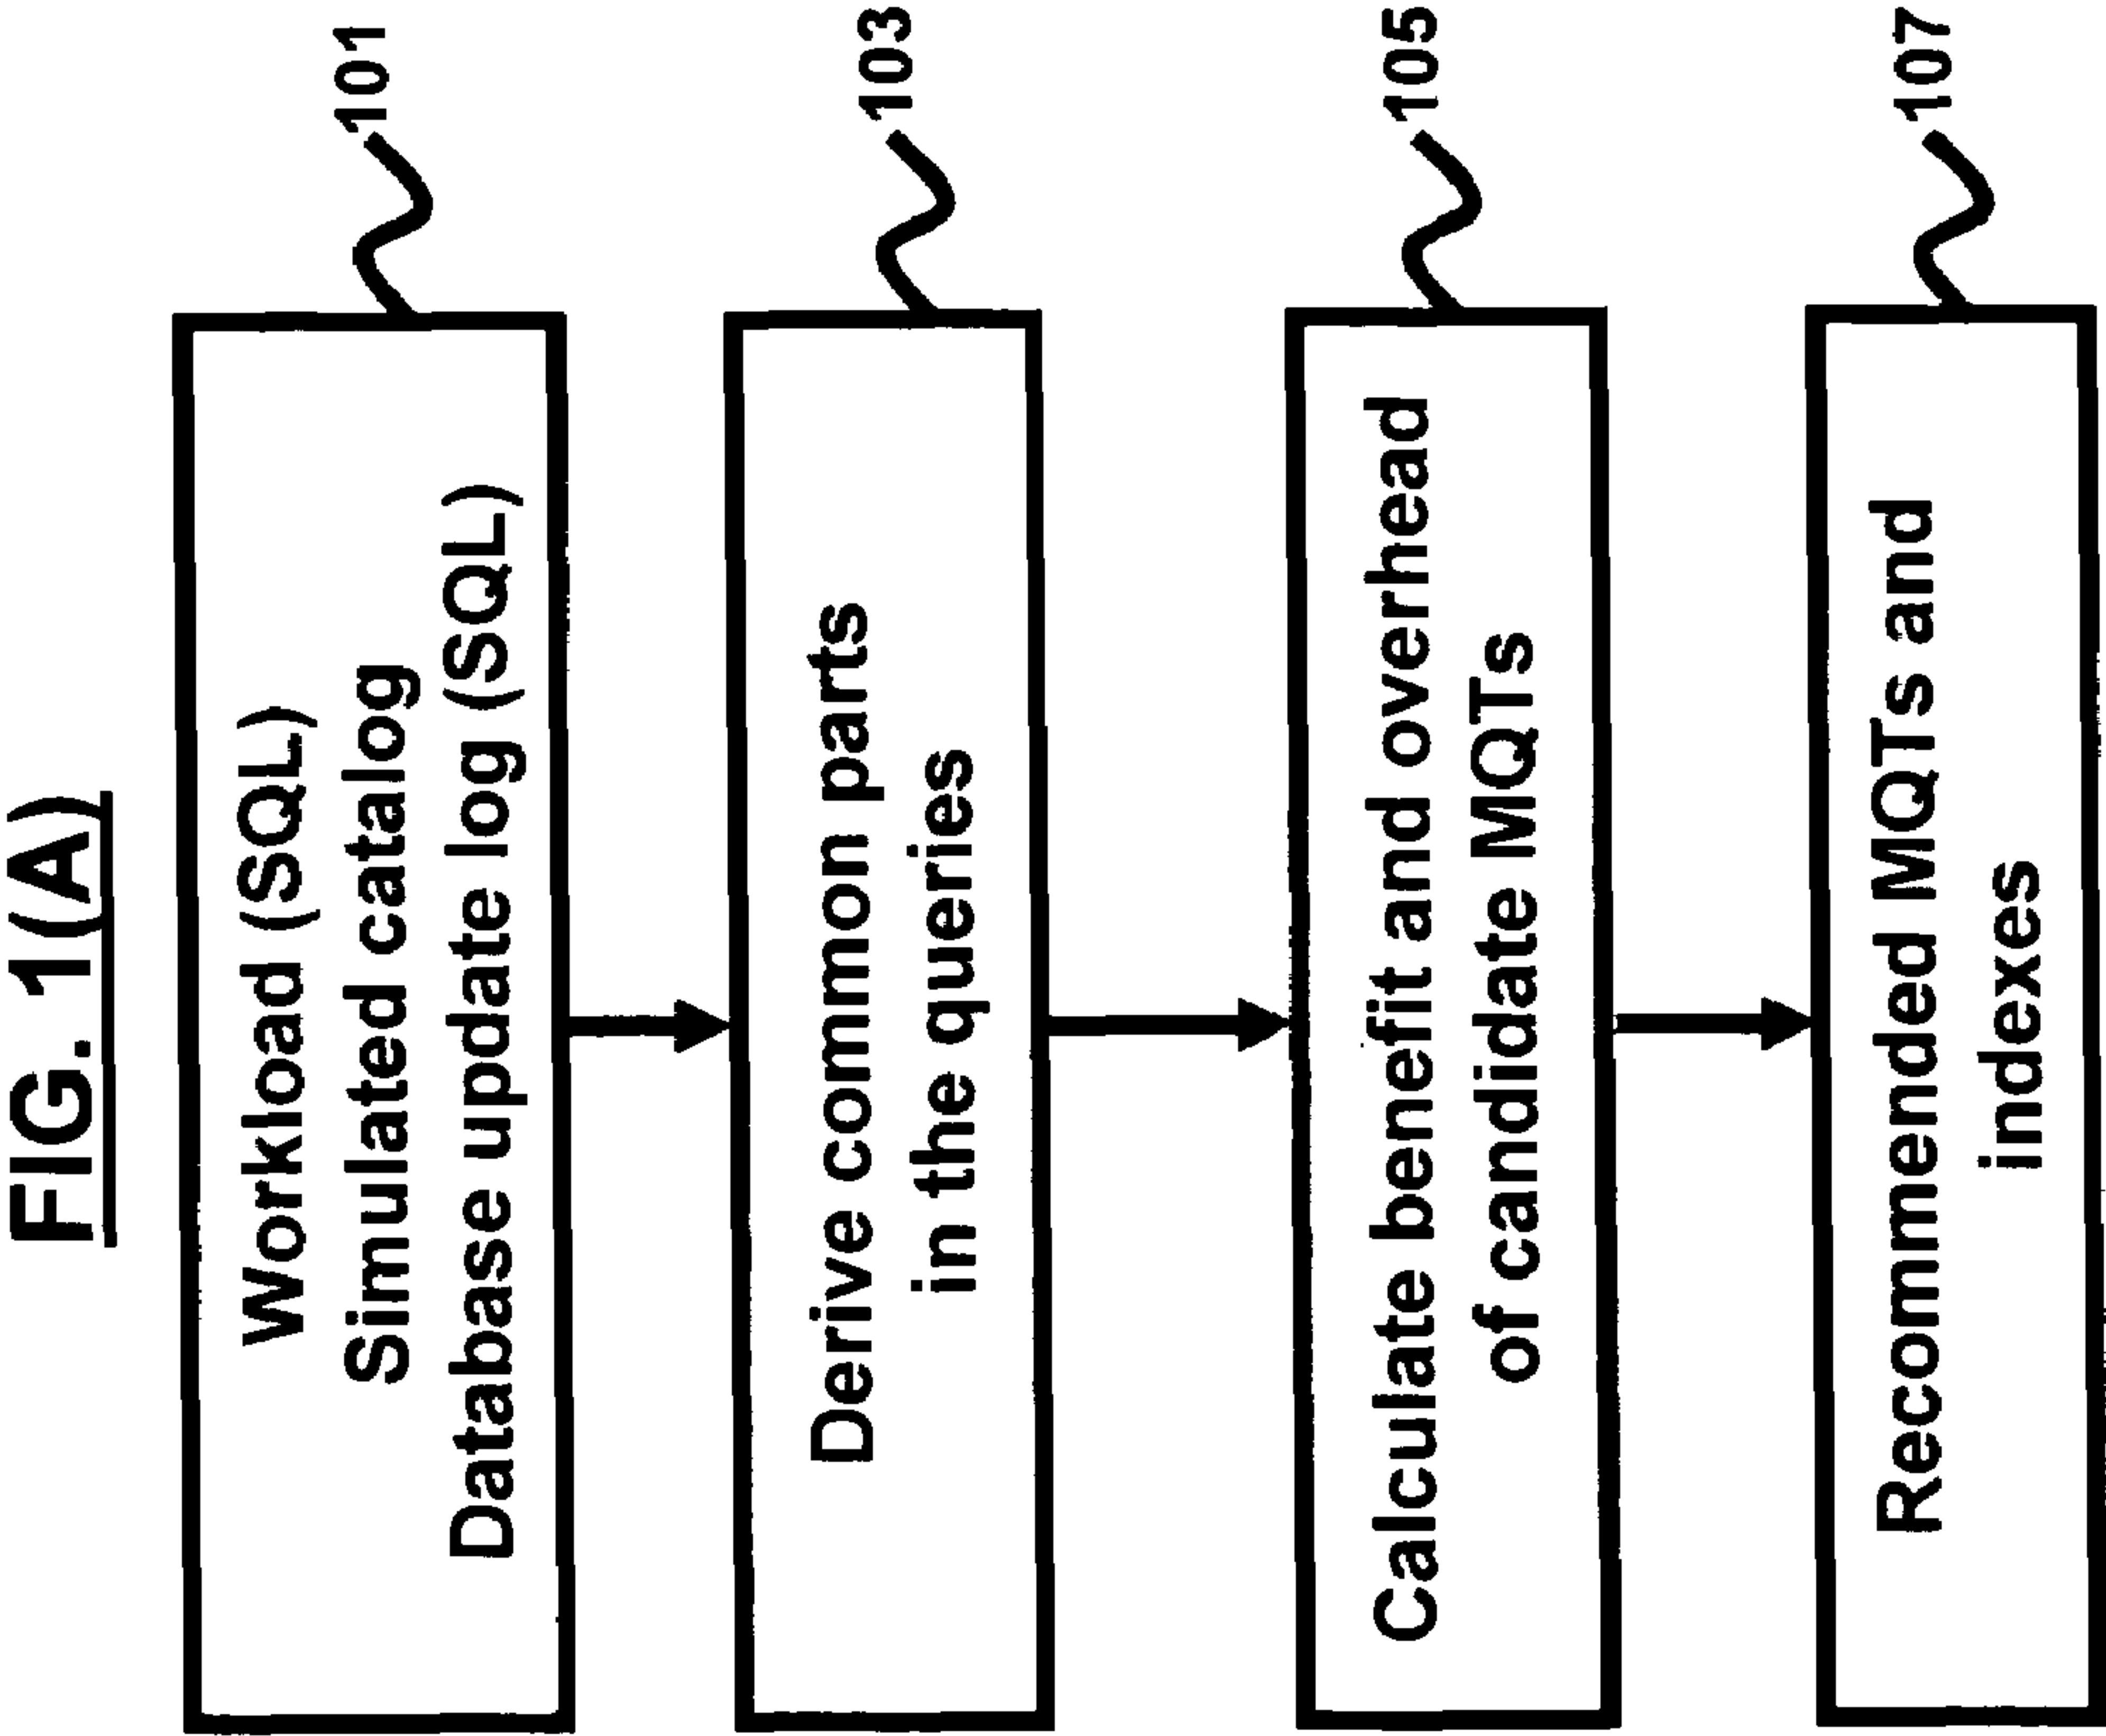 FIG. 1(A)
Workload (SQL)
Simulated catalog
Database update log (SQL)
101
Derive common parts
in the queries
103
Calculate benefit and overhead
of candidate MQTs
105
Recommended MQTs and
indexes
107